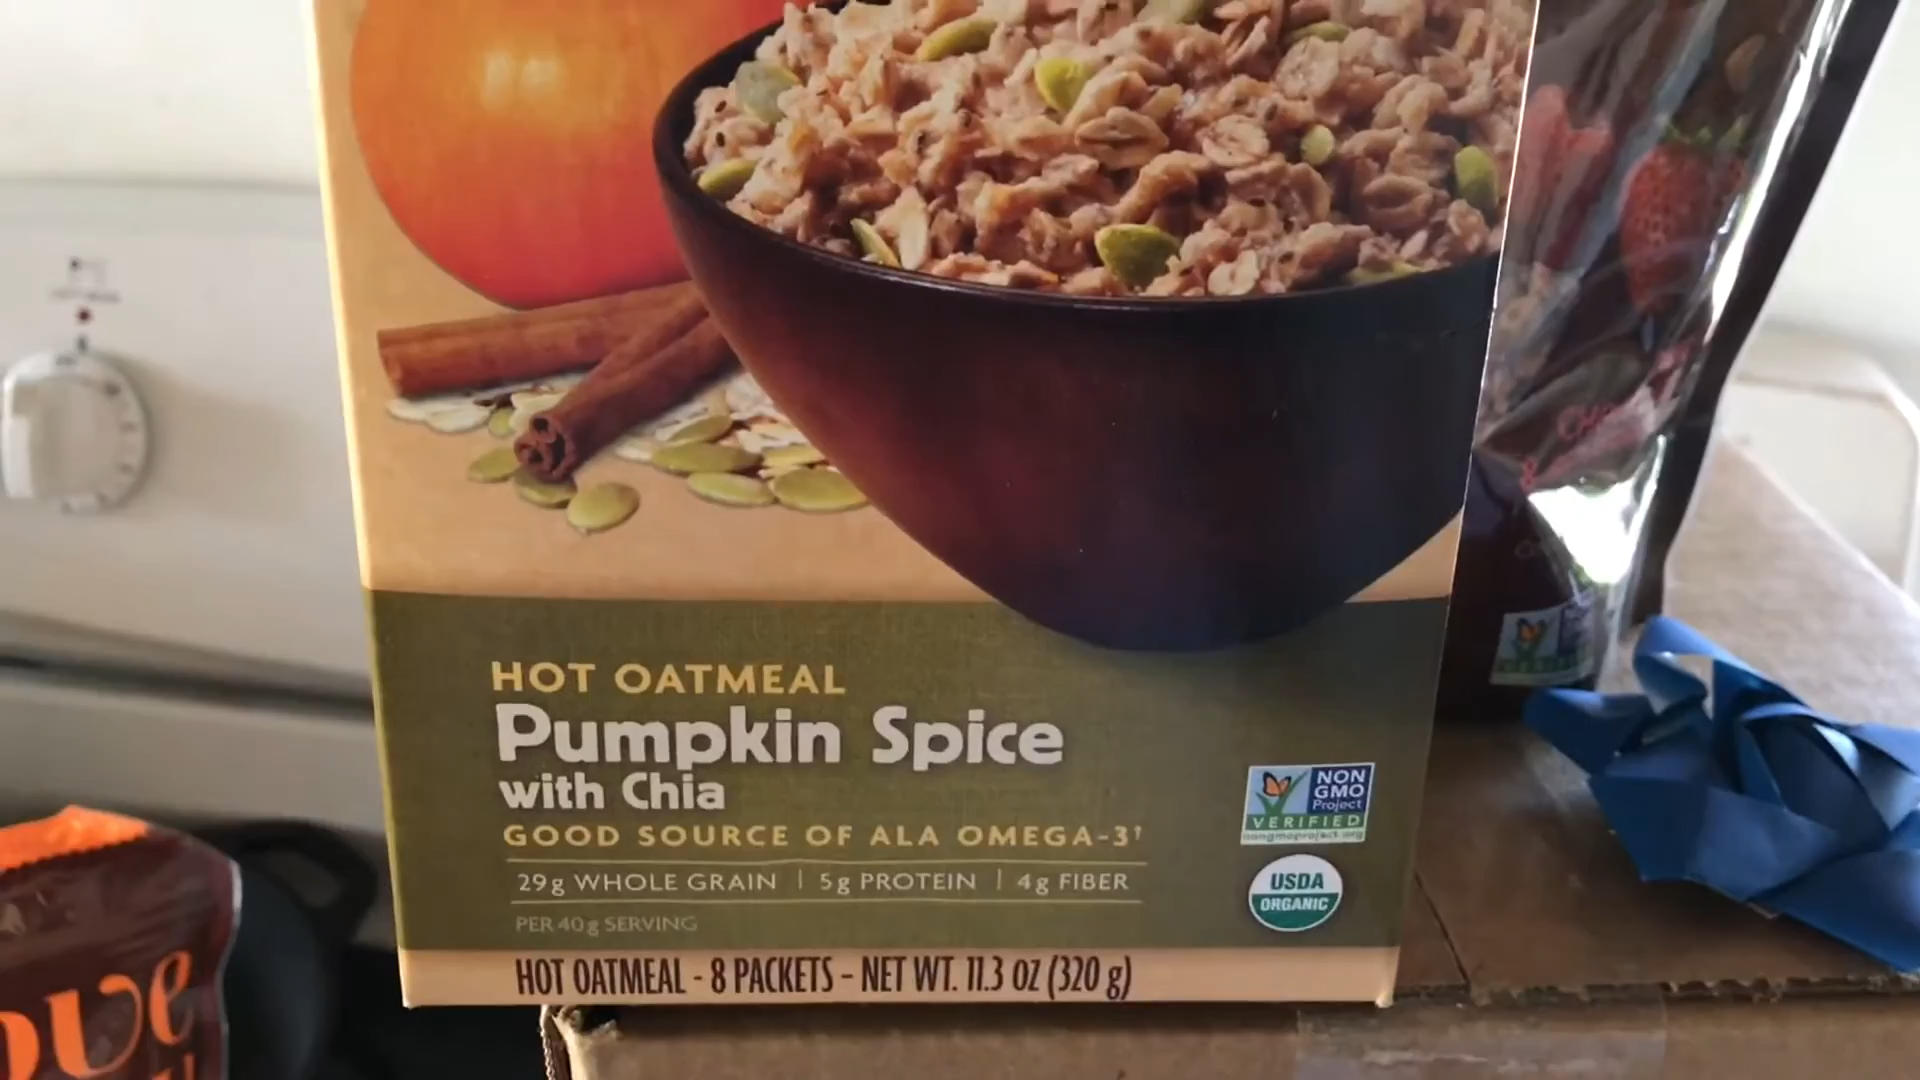 HOT OATMEAL
Pumpkin Spice
with Chia
GOOD SOURCE OF ALA OMEGA-3†
29g WHOLE GRAIN | 5g PROTEIN | 4g FIBER
PER 40g SERVING
HOT OATMEAL - 8 PACKETS - NET WT. 11.3 OZ (320 g)
NON
GMO
Project
VERIFIED
nongmoproject.org
USDA
ORGANIC